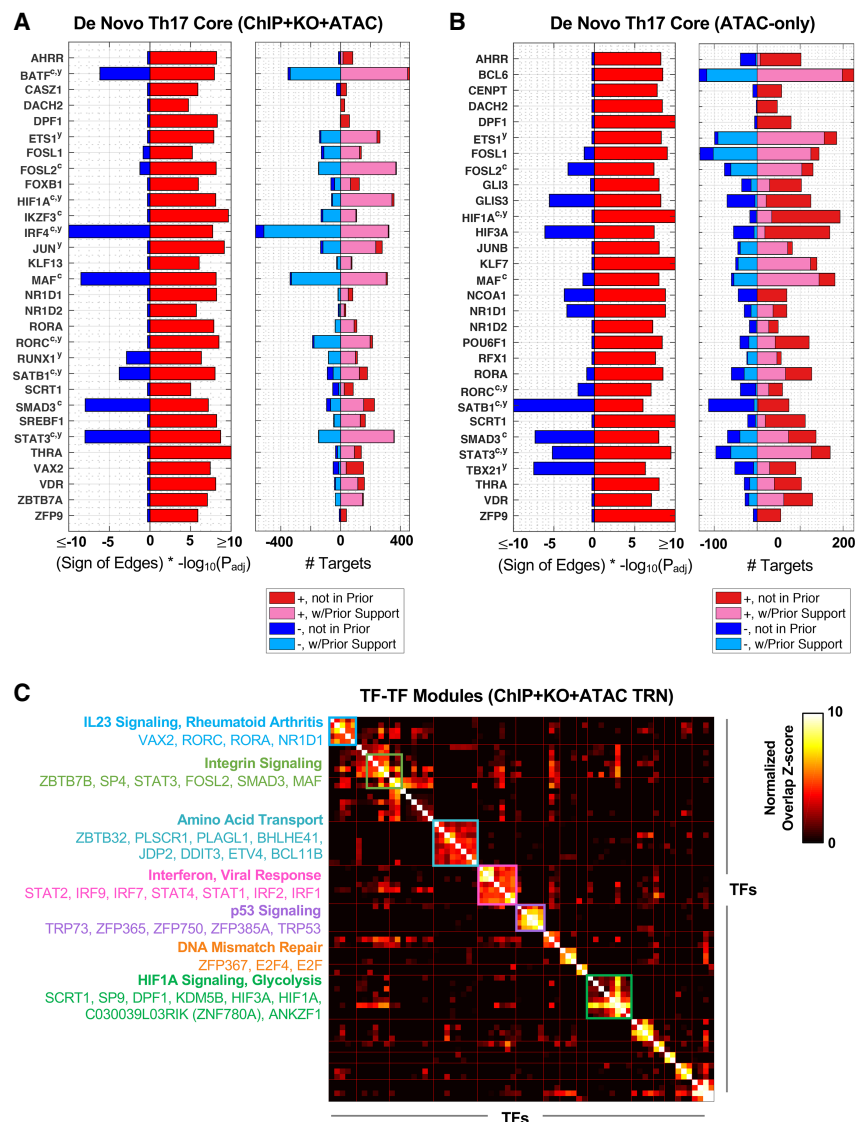 A
De Novo Th17 Core (ChIP+KO+ATAC)
AHRR
BATFc,y
CASZ1
DACH2
DPF1
ETS1y
FOSL1
FOSL2c
FOXB1
HIF1Ac,y
IKZF3c
IRF4c,y
JUNy
KLF13
MAFc
NR1D1
NR1D2
RORA
RORCc,y
RUNX1y
SATB1c,y
SCRT1
SMAD3c
SREBF1
STAT3c,y
THRA
VAX2
VDR
ZBTB7A
ZFP9
≤-10 -5 0 5 ≥10
(Sign of Edges) * -log10(Padj)
-400 0 400
# Targets
+, not in Prior
+, w/Prior Support
-, not in Prior
-, w/Prior Support
B
De Novo Th17 Core (ATAC-only)
AHRR
BCL6
CENPT
DACH2
DPF1
ETS1y
FOSL1
FOSL2c
GLI3
GLIS3
HIF1Ac,y
HIF3A
JUNB
KLF7
MAFc
NCOA1
NR1D1
NR1D2
POU6F1
RFX1
RORA
RORCc,y
SATB1c,y
SCRT1
SMAD3c
STAT3c,y
TBX21y
THRA
VDR
ZFP9
≤-10 -5 0 5 ≥10
(Sign of Edges) * -log10(Padj)
-100 0 200
# Targets
+, not in Prior
+, w/Prior Support
-, not in Prior
-, w/Prior Support
C
TF-TF Modules (ChIP+KO+ATAC TRN)
IL23 Signaling, Rheumatoid Arthritis
VAX2, RORC, RORA, NR1D1
Integrin Signaling
ZBTB7B, SP4, STAT3, FOSL2, SMAD3, MAF
Amino Acid Transport
ZBTB32, PLSCR1, PLAGL1, BHLHE41,
JDP2, DDIT3, ETV4, BCL11B
Interferon, Viral Response
STAT2, IRF9, IRF7, STAT4, STAT1, IRF2, IRF1
p53 Signaling
TRP73, ZFP365, ZFP750, ZFP385A, TRP53
DNA Mismatch Repair
ZFP367, E2F4, E2F
HIF1A Signaling, Glycolysis
SCRT1, SP9, DPF1, KDM5B, HIF3A, HIF1A,
C030039L03RIK (ZNF780A), ANKZF1
TFs
TFs
Normalized
Overlap Z-score
10
0